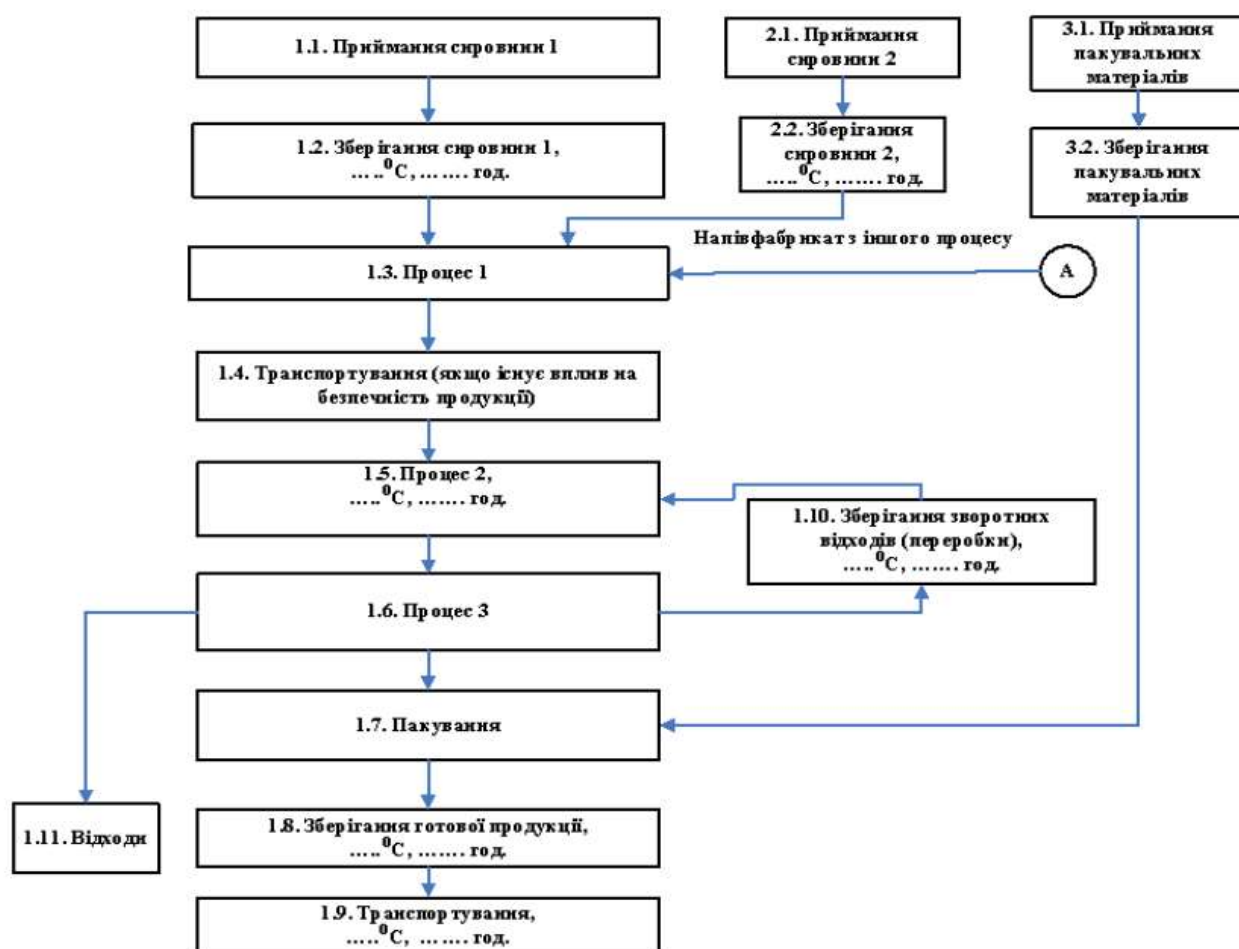 1.1. Приймання сировини 1
2.1. Приймання
сировини 2
3.1. Приймання
пакувальних
матеріалів
1.2. Зберігання сировини 1,
…..⁰С, ……. год.
2.2. Зберігання
сировини 2,
…..⁰С, ……. год.
3.2. Зберігання
пакувальних
матеріалів
Напівфабрикат з іншого процесу
1.3. Процес 1
А
1.4. Транспортування (якщо існує вплив на
безпечність продукції)
1.5. Процес 2,
…..⁰С, ……. год.
1.10. Зберігання зворотних
відходів (переробки),
…..⁰С, ……. год.
1.6. Процес 3
1.7. Пакування
1.11. Відходи
1.8. Зберігання готової продукції,
…..⁰С, ……. год.
1.9. Транспортування,
…..⁰С, ……. год.